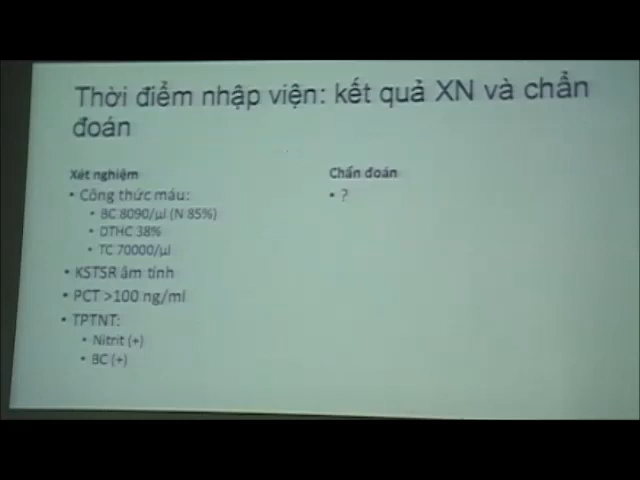 Thời điểm nhập viện: kết quả XN và chẩn
đoán
Xét nghiệm
• Công thức máu:
• BC 8090/µl (N 85%)
• DTHC 38%
• TC 70000/µl
• KSTSR âm tính
• PCT >100 ng/ml
• TPTNT:
• Nitrit (+)
• BC (+)
Chẩn đoán
• ?